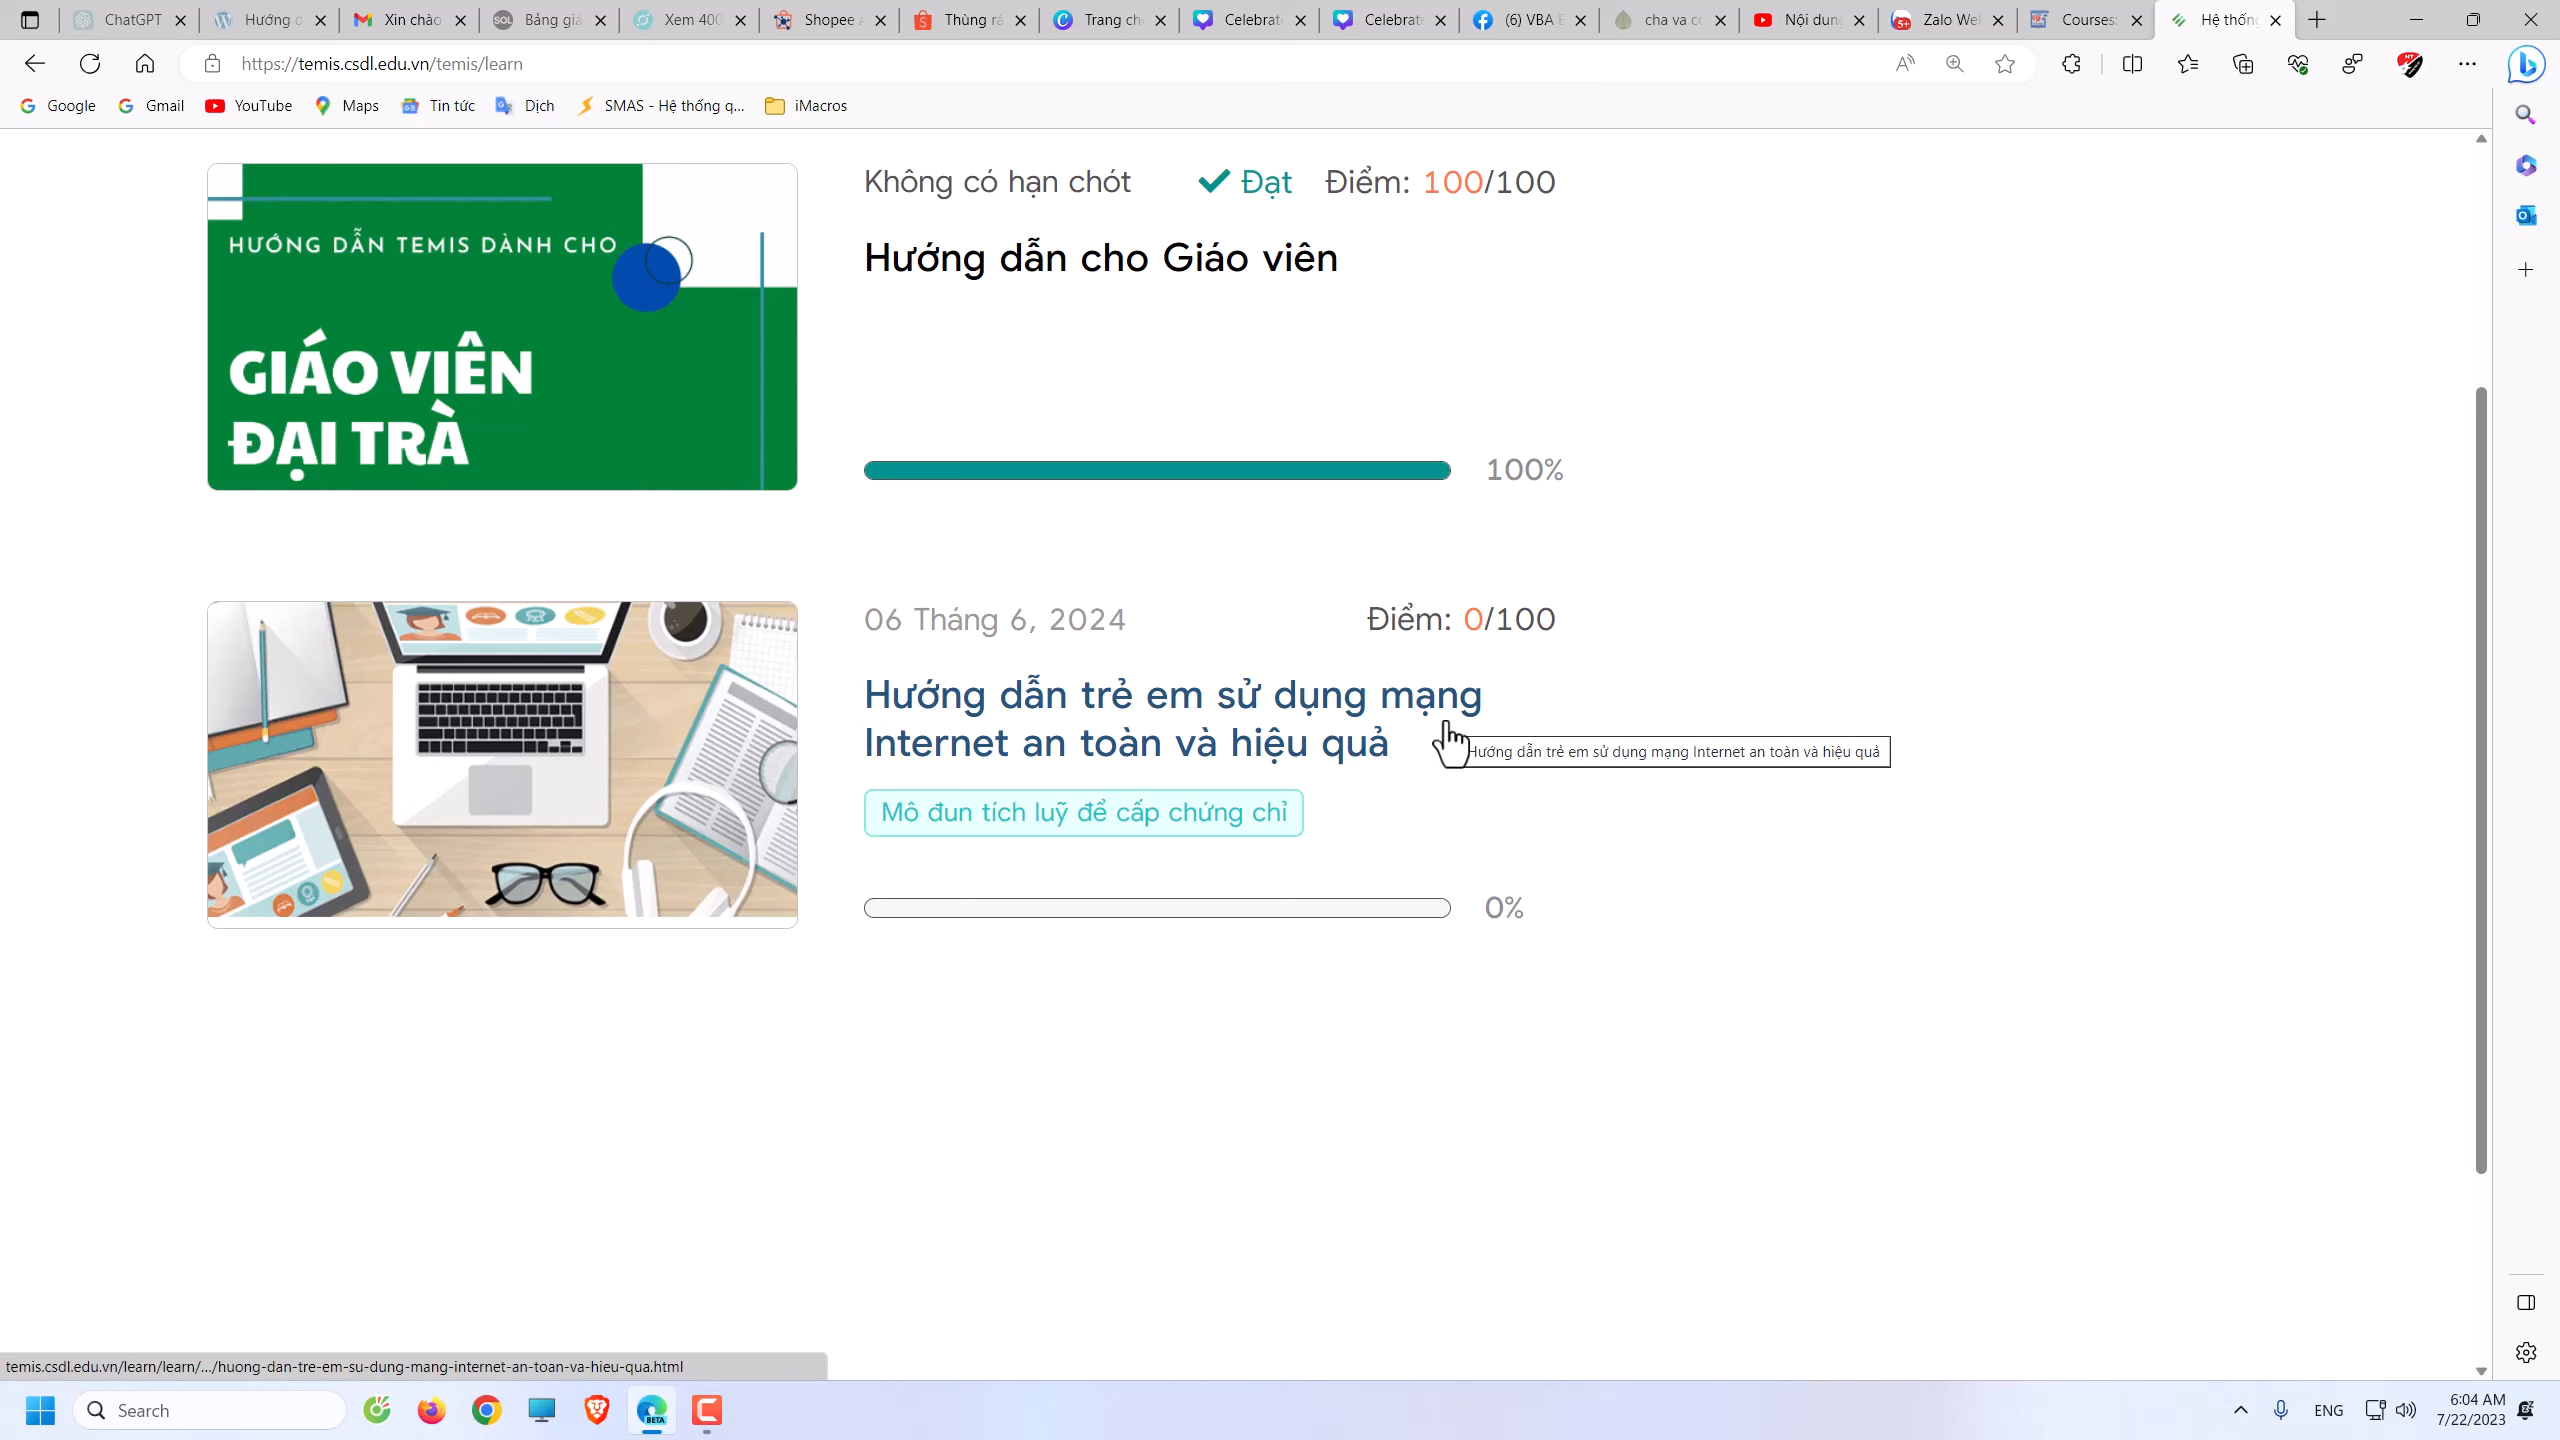 ChatGPT
Hướng d
Xin chào
Bảng giá
Xem 400
Shopee A
Thùng rá
Trang chủ
Celebrate
Celebrate
(6) VBA E
cha va co
Nội dung
Zalo Web
Courses:
Hệ thống
https://temis.csdl.edu.vn/temis/learn
Google
Gmail
YouTube
Maps
Tin tức
Dịch
SMAS - Hệ thống q...
iMacros
HƯỚNG DẪN TEMIS DÀNH CHO
GIÁO VIÊN
ĐẠI TRÀ
Không có hạn chót
Đạt
Điểm: 100/100
Hướng dẫn cho Giáo viên
100%
06 Tháng 6, 2024
Điểm: 0/100
Hướng dẫn trẻ em sử dụng mạng
Internet an toàn và hiệu quả
Hướng dẫn trẻ em sử dụng mạng Internet an toàn và hiệu quả
Mô đun tích luỹ để cấp chứng chỉ
0%
temis.csdl.edu.vn/learn/learn/.../huong-dan-tre-em-su-dung-mang-internet-an-toan-va-hieu-qua.html
Search
BETA
ENG
6:04 AM
7/22/2023